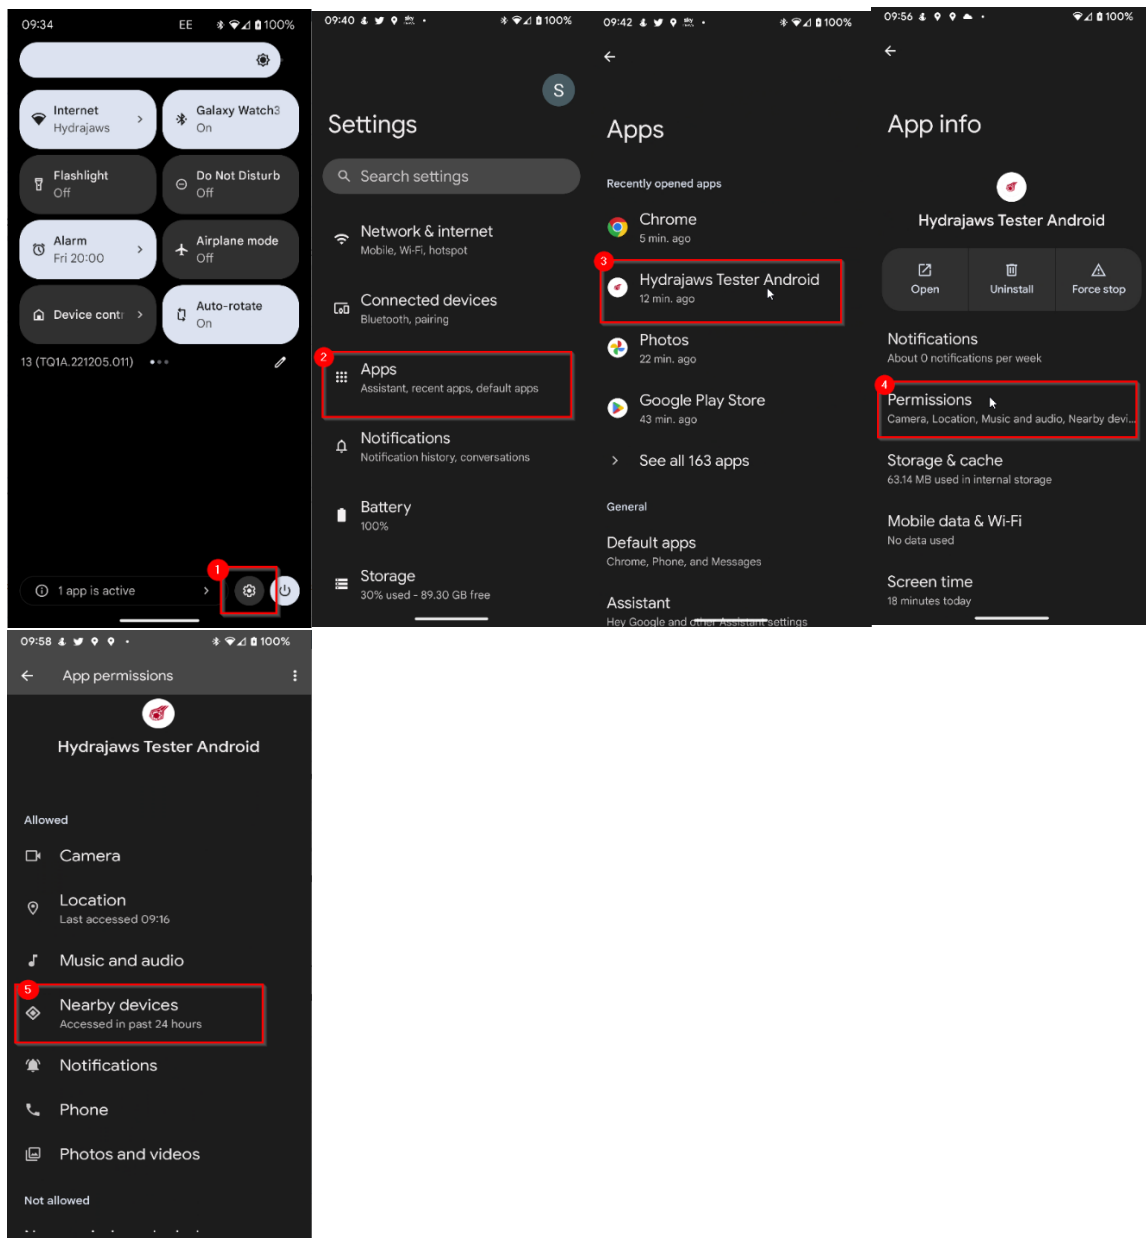 09:34 EE 100%
Internet
Hydrajaws
Galaxy Watch3
On
Flashlight
Off
Do Not Disturb
Off
Alarm
Fri 20:00
Airplane mode
Off
Device contr
Auto-rotate
On
13 (TQ1A.221205.011)
1
1 app is active
09:40 100%
S
Settings
Search settings
Network & internet
Mobile, Wi-Fi, hotspot
Connected devices
Bluetooth, pairing
2
Apps
Assistant, recent apps, default apps
Notifications
Notification history, conversations
Battery
100%
Storage
30% used - 89.30 GB free
09:42 100%
Apps
Recently opened apps
Chrome
5 min. ago
3
Hydrajaws Tester Android
12 min. ago
Photos
22 min. ago
Google Play Store
43 min. ago
See all 163 apps
General
Default apps
Chrome, Phone, and Messages
Assistant
Hey Google and other Assistant settings
09:56 100%
App info
Hydrajaws Tester Android
Open Uninstall Force stop
Notifications
About 0 notifications per week
4
Permissions
Camera, Location, Music and audio, Nearby devi...
Storage & cache
63.14 MB used in internal storage
Mobile data & Wi-Fi
No data used
Screen time
18 minutes today
09:58 100%
App permissions
Hydrajaws Tester Android
Allowed
Camera
Location
Last accessed 09:16
Music and audio
5
Nearby devices
Accessed in past 24 hours
Notifications
Phone
Photos and videos
Not allowed